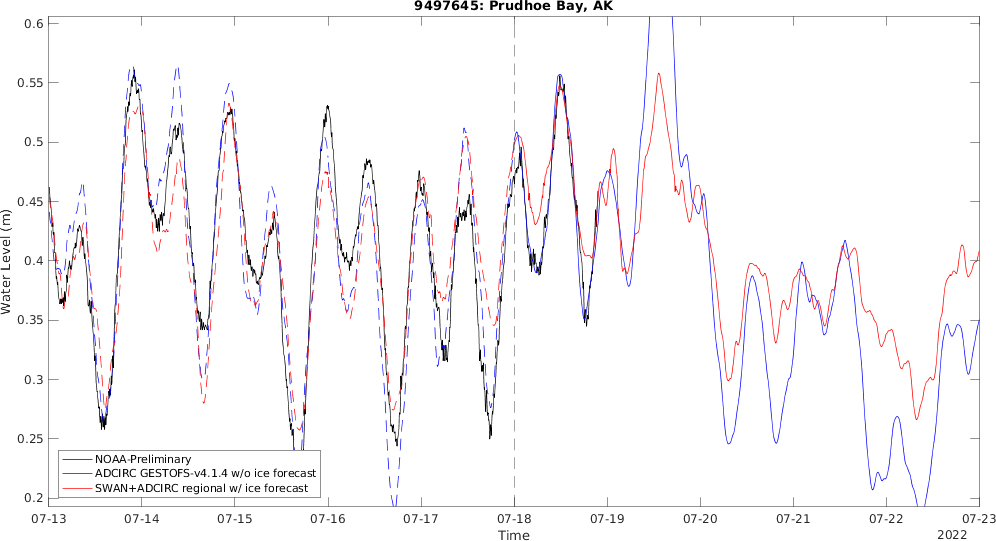 9497645: Prudhoe Bay, AK
Water Level (m)
0.6
0.55
0.5
0.45
0.4
0.35
0.3
0.25
0.2
NOAA-Preliminary
ADCIRC GESTOFS-v4.1.4 w/o ice forecast
SWAN+ADCIRC regional w/ ice forecast
07-13 07-14 07-15 07-16 07-17 07-18 07-19 07-20 07-21 07-22 07-23
Time
2022